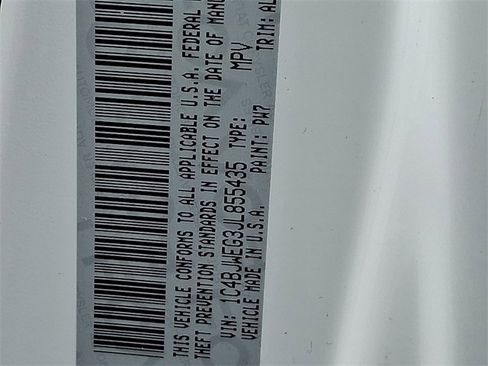 THIS VEHICLE CONFORMS TO ALL APPLICABLE U.S.A. FEDERAL
THEFT PREVENTION STANDARDS IN EFFECT ON THE DATE OF
VIN: 1C4BJWEG3JL855435 TYPE: MPV
VEHICLE MADE IN U.S.A. PAINT: PW7 TRIM: